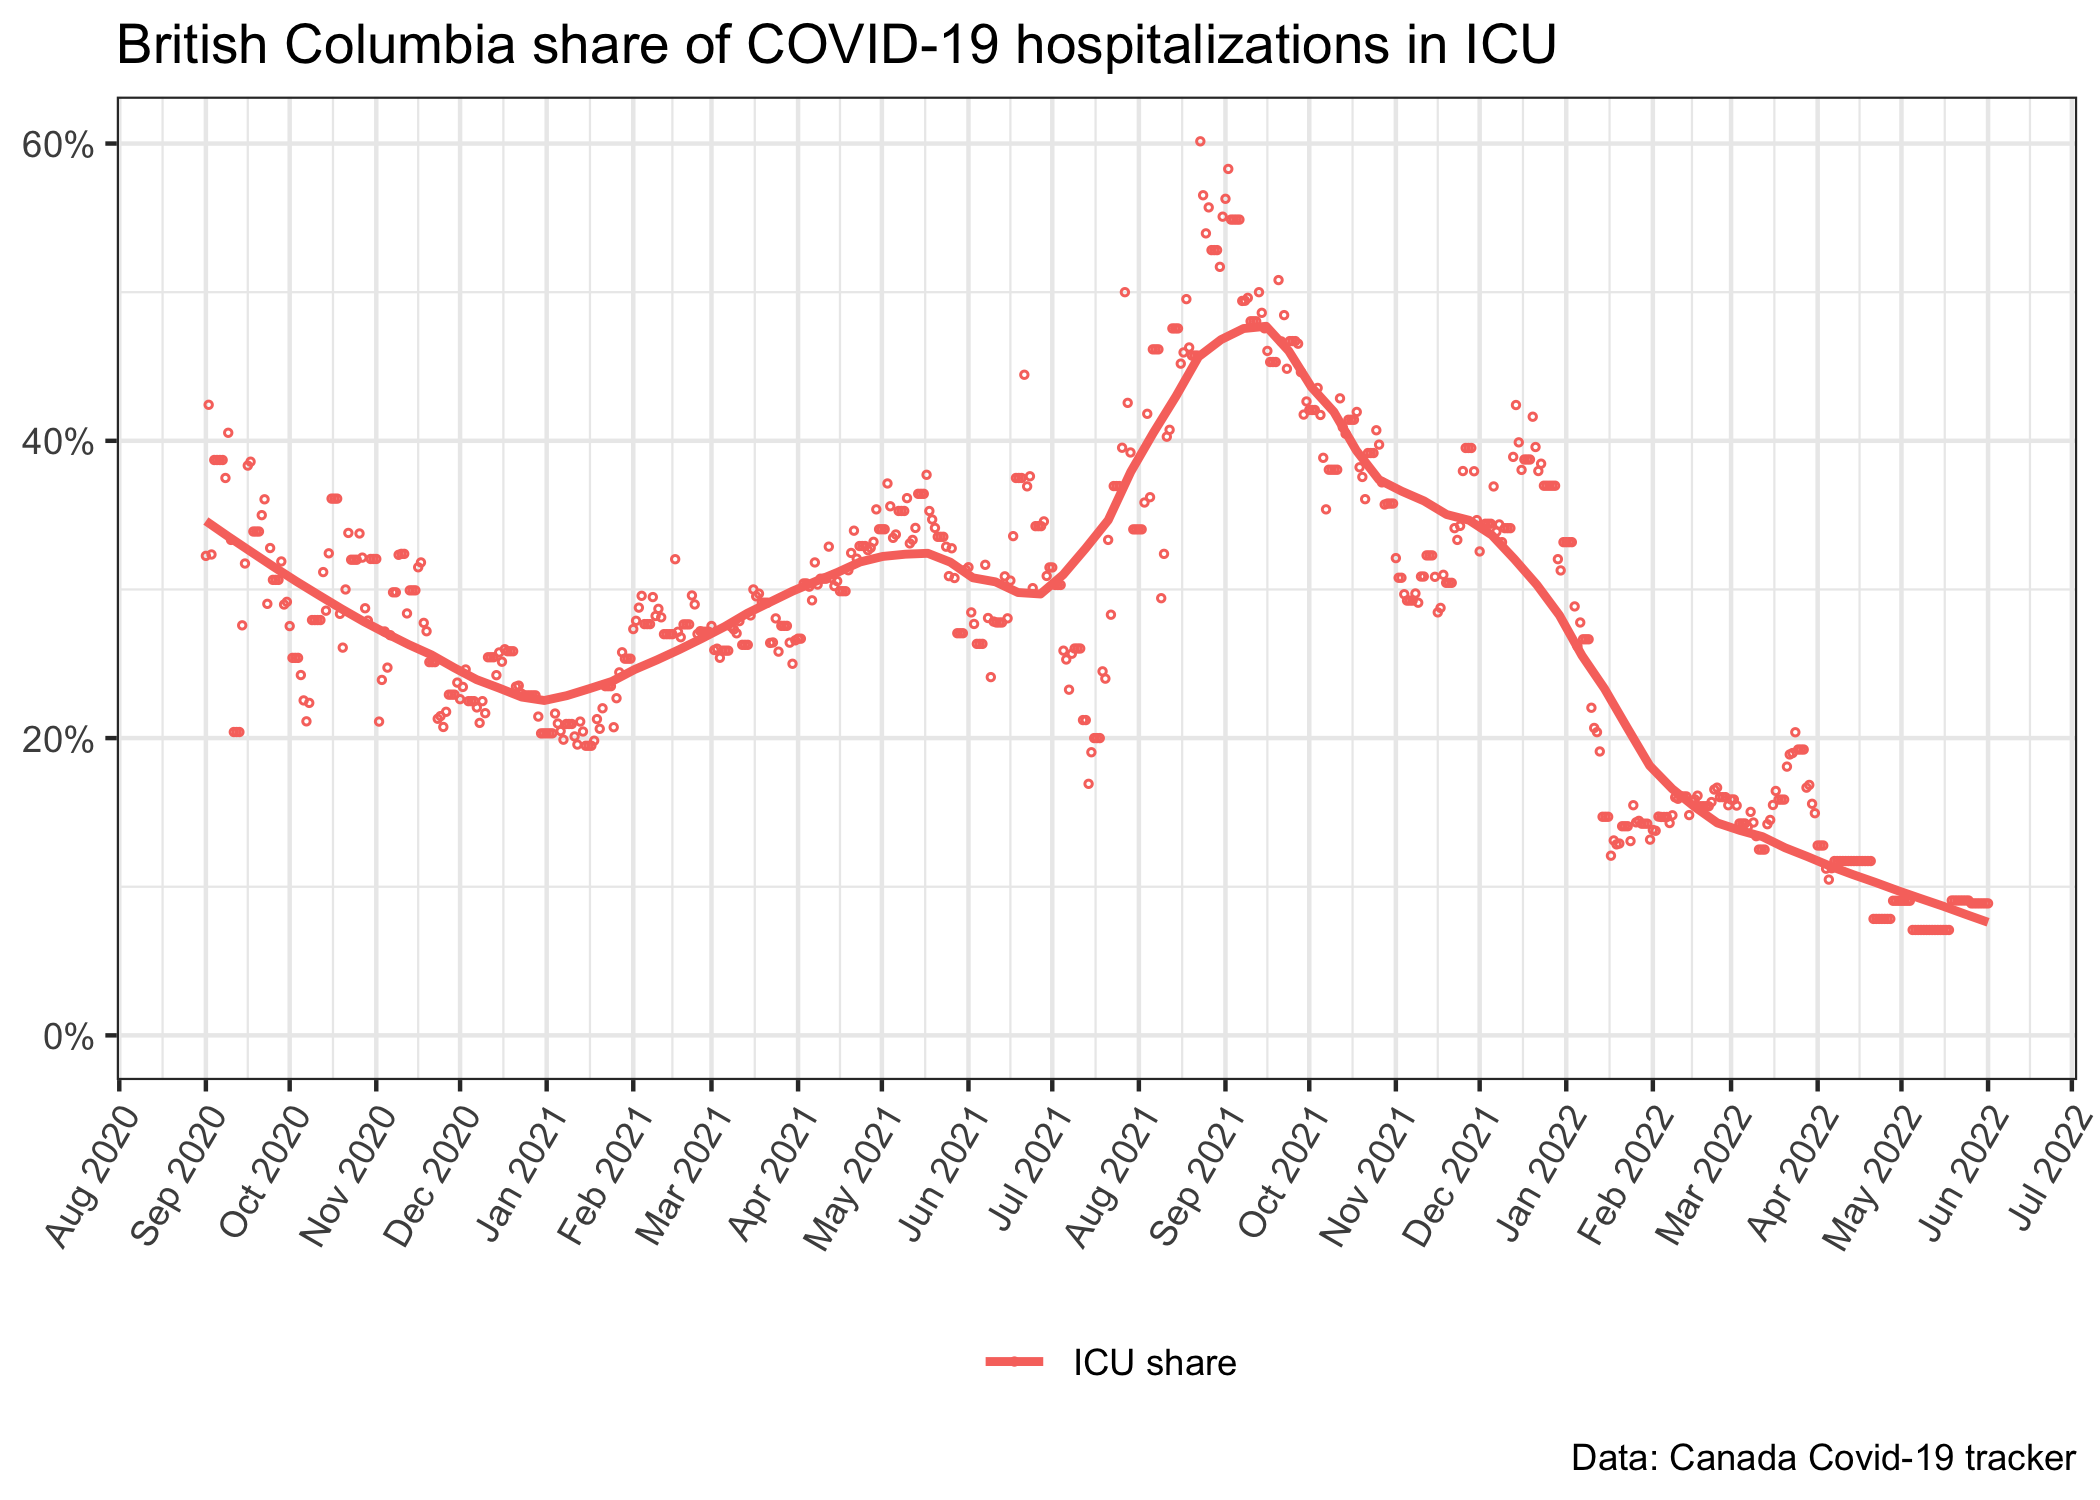 British Columbia share of COVID-19 hospitalizations in ICU
60%
40%
20%
0%
Aug 2020
Sep 2020
Oct 2020
Nov 2020
Dec 2020
Jan 2021
Feb 2021
Mar 2021
Apr 2021
May 2021
Jun 2021
Jul 2021
Aug 2021
Sep 2021
Oct 2021
Nov 2021
Dec 2021
Jan 2022
Feb 2022
Mar 2022
Apr 2022
May 2022
Jun 2022
Jul 2022
ICU share
Data: Canada Covid-19 tracker